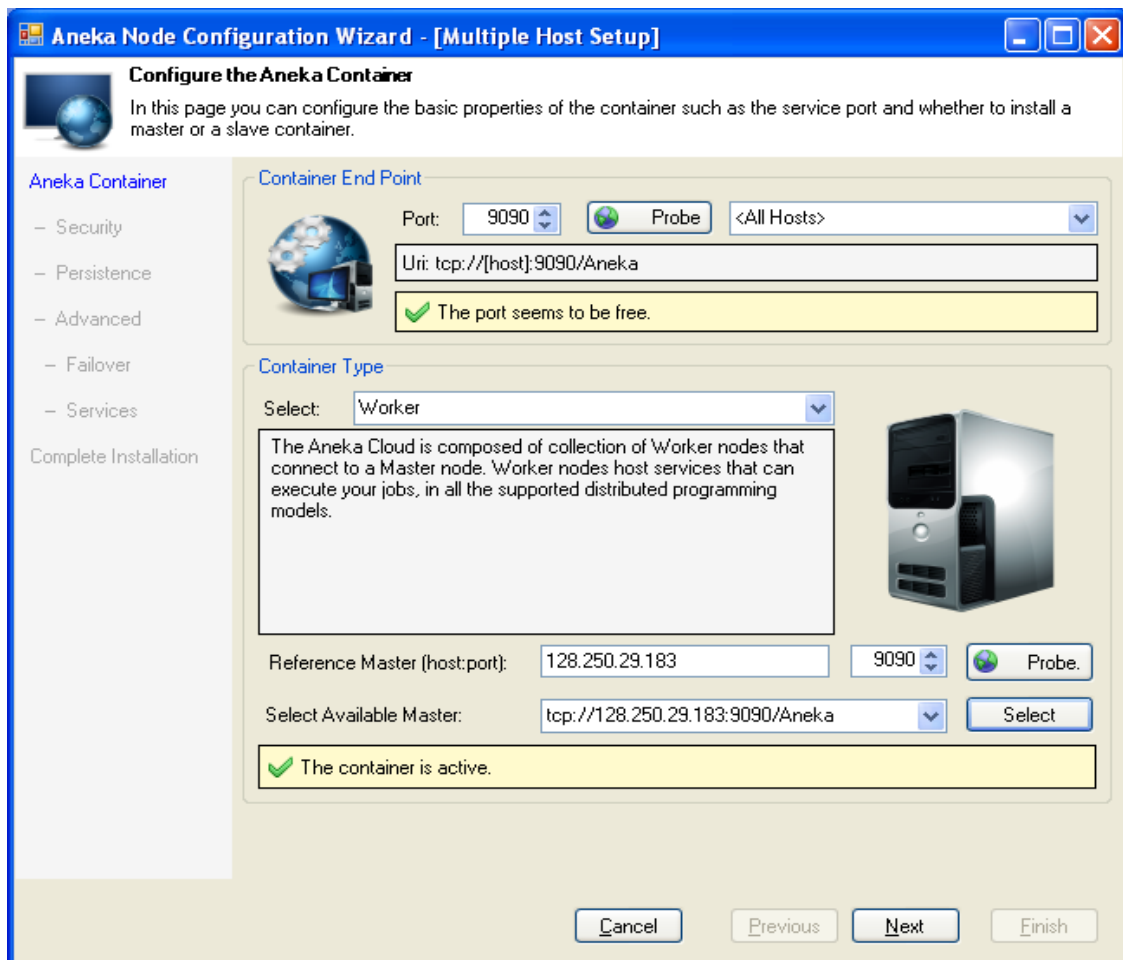 Aneka Node Configuration Wizard - [Multiple Host Setup]
Configure the Aneka Container
In this page you can configure the basic properties of the container such as the service port and whether to install a
master or a slave container.
Aneka Container
– Security
– Persistence
– Advanced
– Failover
– Services
Complete Installation
Container End Point
Port: 9090 Probe <All Hosts>
Uri: tcp://[host]:9090/Aneka
The port seems to be free.
Container Type
Select: Worker
The Aneka Cloud is composed of collection of Worker nodes that
connect to a Master node. Worker nodes host services that can
execute your jobs, in all the supported distributed programming
models.
Reference Master (host:port): 128.250.29.183 9090 Probe.
Select Available Master: tcp://128.250.29.183:9090/Aneka Select
The container is active.
Cancel Previous Next Finish